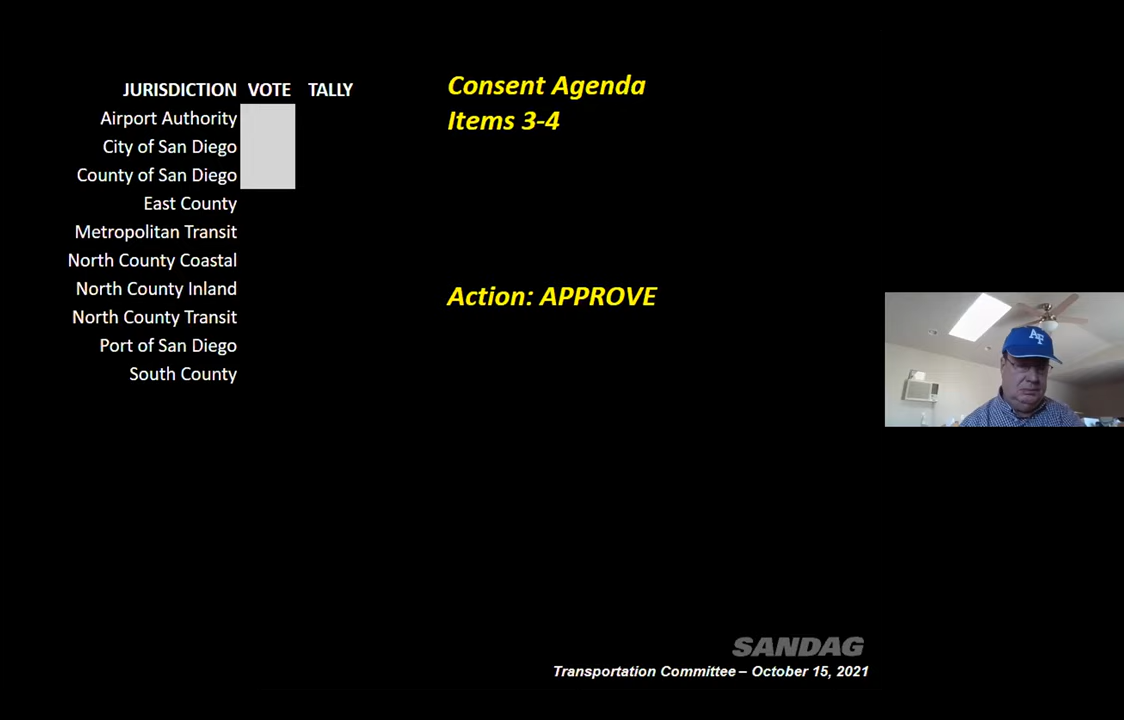 JURISDICTION VOTE TALLY
Airport Authority
City of San Diego
County of San Diego
East County
Metropolitan Transit
North County Coastal
North County Inland
North County Transit
Port of San Diego
South County
Consent Agenda
Items 3-4
Action: APPROVE
AF
SANDAG
Transportation Committee – October 15, 2021